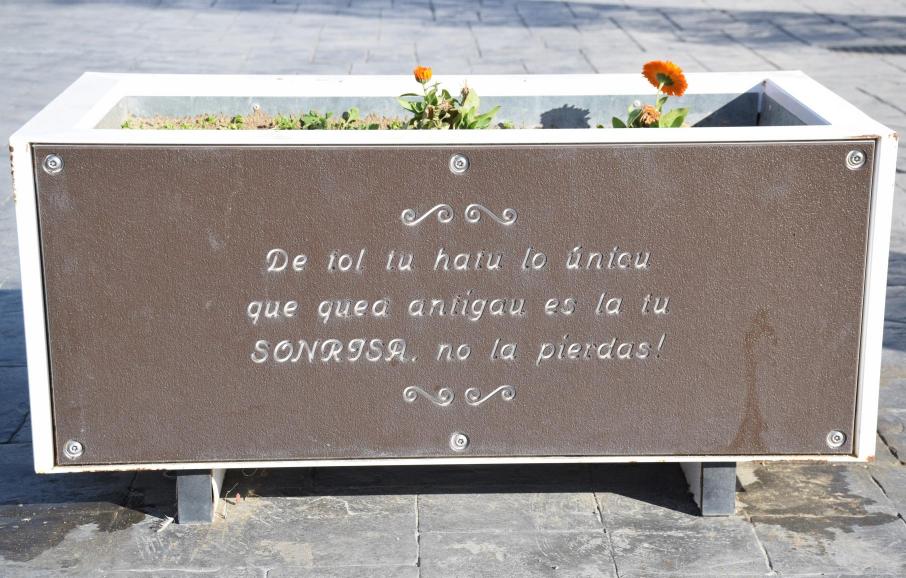 De tol tu hatu lo únicu
que quea antigau es la tu
SONRISA, no la pierdas!